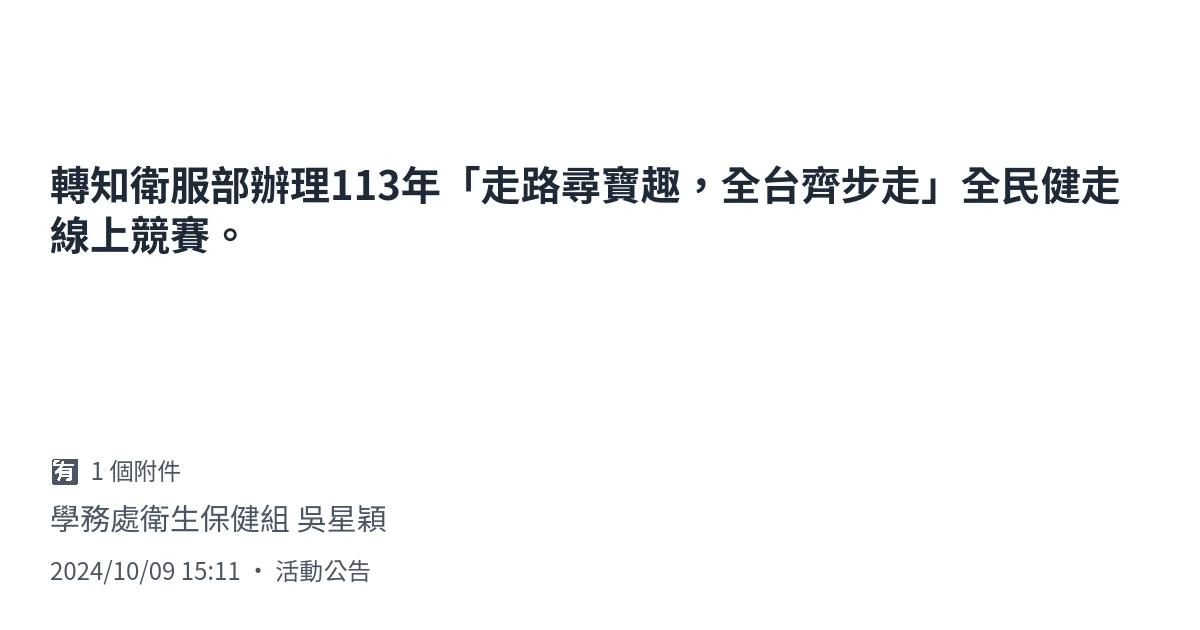 轉知衛服部辦理113年「走路尋寶趣，全台齊步走」全民健走
線上競賽。
有 1 個附件
學務處衛生保健組 吳星穎
2024/10/09 15:11 • 活動公告